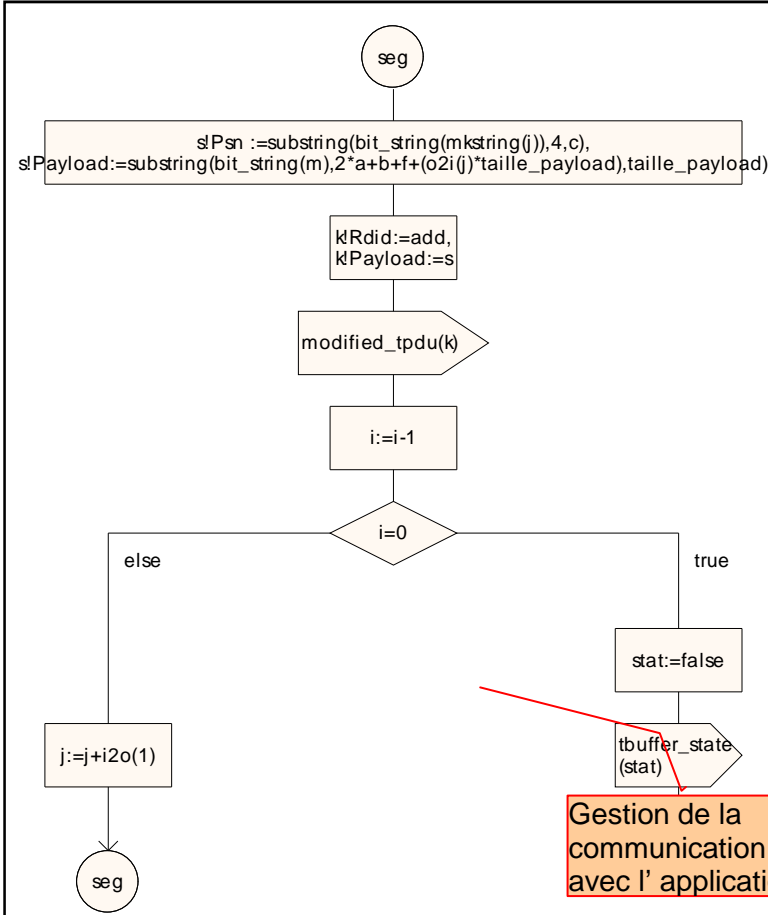 seg
s!Psn :=substring(bit_string(mkstring(j)),4,c),
s!Payload:=substring(bit_string(m),2*a+b+f+(o2i(j)*taille_payload),taille_payload)
k!Rdid:=add,
k!Payload:=s
modified_tpdu(k)
i:=i-1
i=0
else
true
stat:=false
j:=j+i2o(1)
tbuffer_state
(stat)
Gestion de la
communication
avec l'
seg